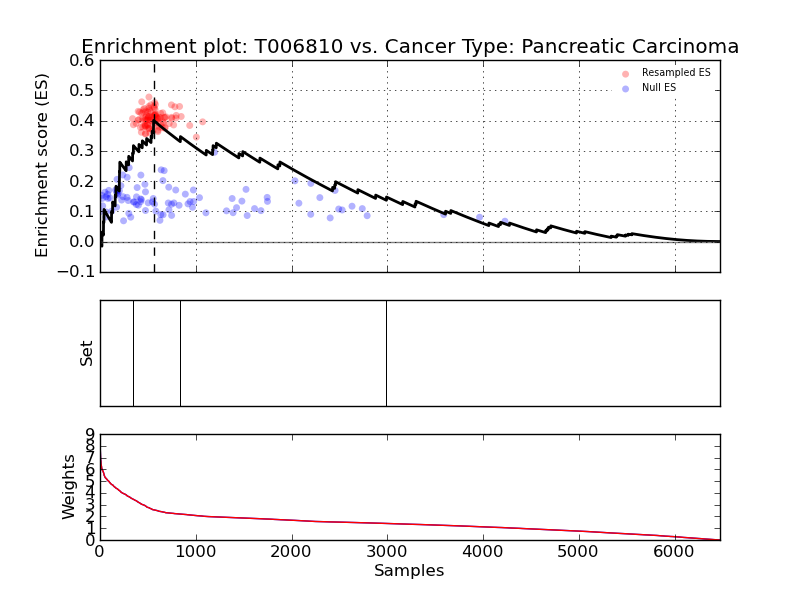 Enrichment plot: T006810 vs. Cancer Type: Pancreatic Carcinoma
0.6
0.5
0.4
0.3
0.2
0.1
0.0
−0.1
Enrichment score (ES)
Resampled ES
Null ES
Set
9
8
7
6
5
4
3
2
1
0
Weights
0 1000 2000 3000 4000 5000 6000
Samples